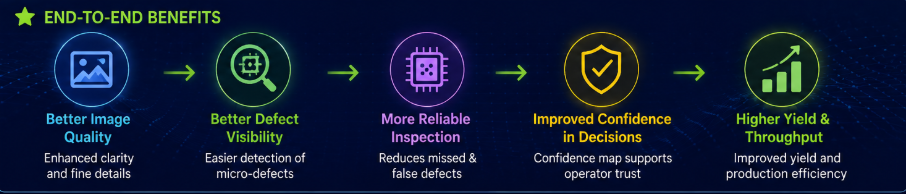 END-TO-END BENEFITS
Better Image
Quality
Enhanced clarity
and fine details
Better Defect
Visibility
Easier detection of
micro-defects
More Reliable
Inspection
Reduces missed &
false defects
Improved Confidence
in Decisions
Confidence map supports
operator trust
Higher Yield &
Throughput
Improved yield and
production efficiency